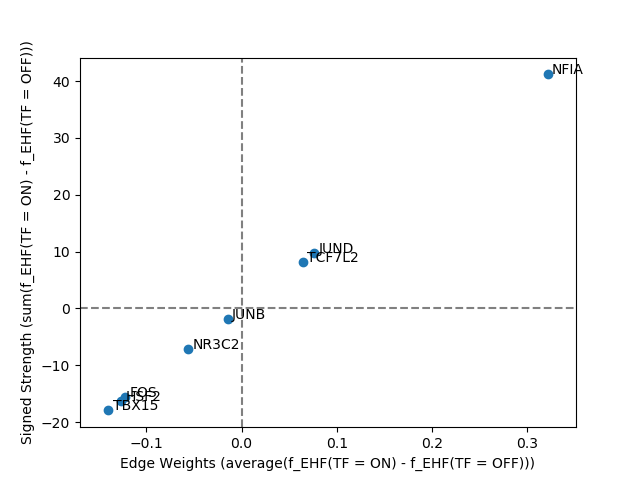 Signed Strength (sum(f_EHF(TF = ON) - f_EHF(TF = OFF)))
40
30
20
10
0
−10
−20
NFIA
JUND
TCF7L2
JUNB
NR3C2
FOS
HSF2
TBX15
−0.1
0.0
0.1
0.2
0.3
Edge Weights (average(f_EHF(TF = ON) - f_EHF(TF = OFF)))